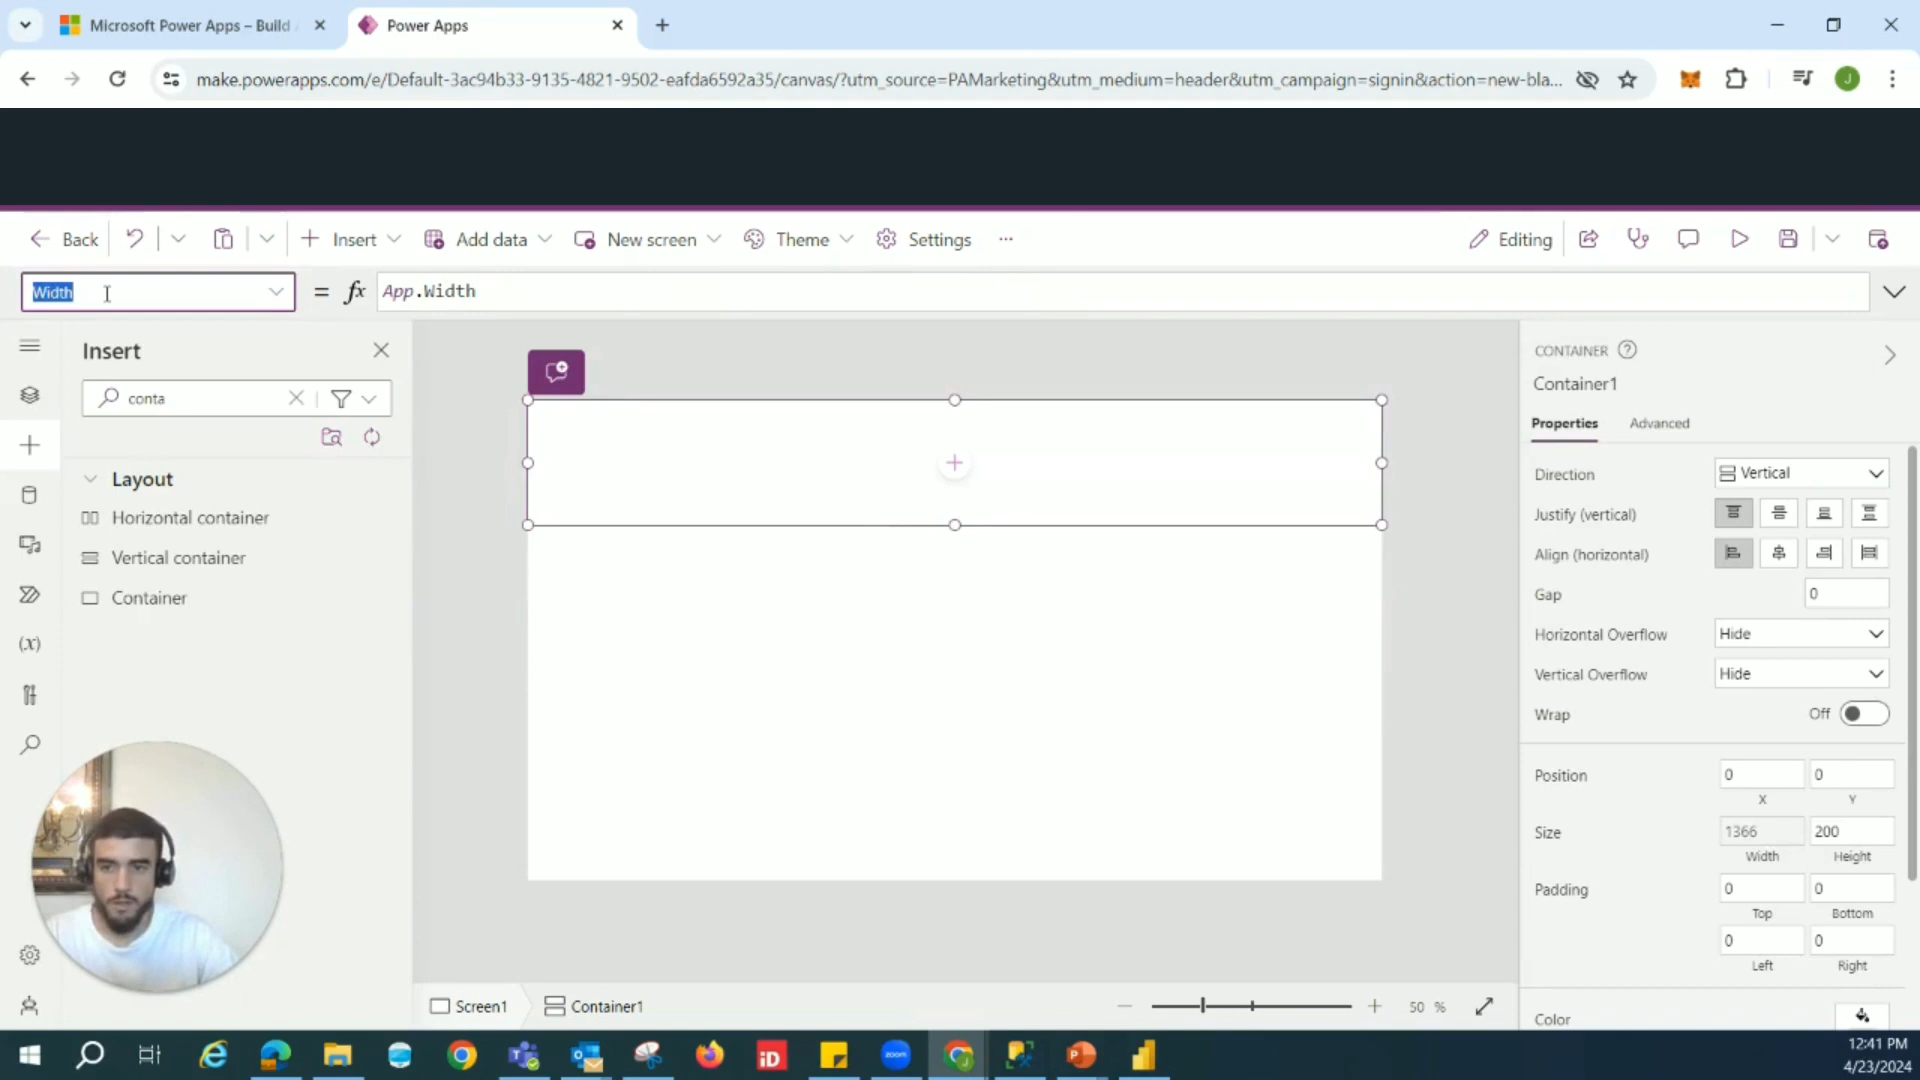 Microsoft Power Apps – Build
Power Apps
make.powerapps.com/e/Default-3ac94b33-9135-4821-9502-eafda6592a35/canvas/?utm_source=PAMarketing&utm_medium=header&utm_campaign=signin&action=new-bla...
J
Back
Insert
Add data
New screen
Theme
Settings
...
Editing
Width
= fx
App.Width
Insert
conta
Layout
Horizontal container
Vertical container
Container
(x)
CONTAINER
Container1
Properties
Advanced
Direction
Vertical
Justify (vertical)
Align (horizontal)
Gap
0
Horizontal Overflow
Hide
Vertical Overflow
Hide
Wrap
Off
Position
0
0
X
Y
Size
1366
200
Width
Height
Padding
0
0
Top
Bottom
0
0
Left
Right
Color
Screen1
Container1
50 %
zoom
iD
12:41 PM
4/23/2024